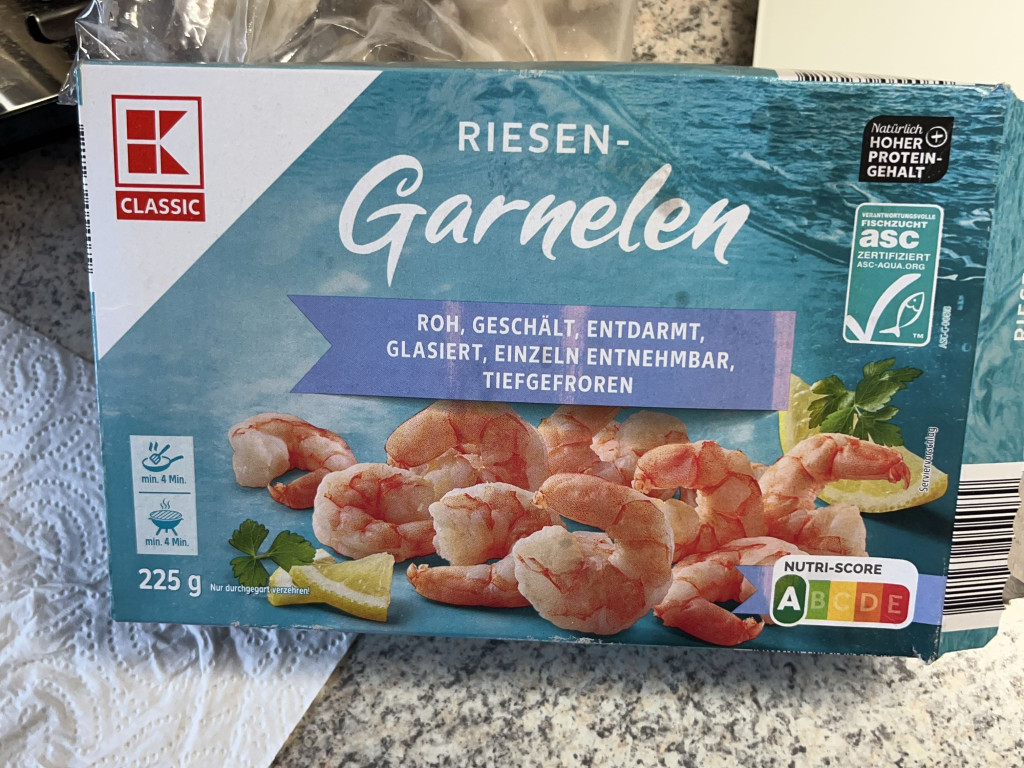 K
CLASSIC
RIESEN-
Garnelen
Natürlich
HOHER
PROTEIN-
GEHALT
VERANTWORTUNGSVOLLE
FISCHZUCHT
asc
ZERTIFIZIERT
ASC-AQUA.ORG
TM
ROH, GESCHÄLT, ENTDARMT,
GLASIERT, EINZELN ENTNEHMBAR,
TIEFGEFROREN
Serviervorschlag
min. 4 Min.
min. 4 Min.
225 g
Nur durchgegart verzehren!
NUTRI-SCORE
A B C D E